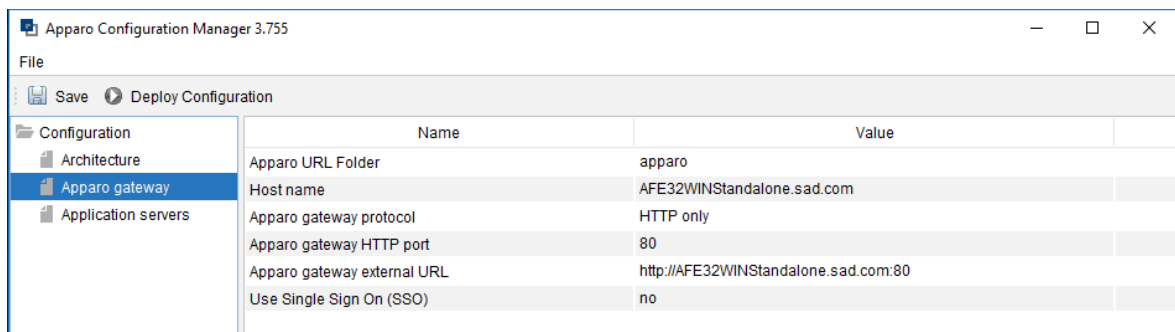 Apparo Configuration Manager 3.755
File
Save Deploy Configuration
Configuration
Architecture
Apparo gateway
Application servers
Name Value
Apparo URL Folder apparo
Host name AFE32WINStandalone.sad.com
Apparo gateway protocol HTTP only
Apparo gateway HTTP port 80
Apparo gateway external URL http://AFE32WINStandalone.sad.com:80
Use Single Sign On (SSO) no